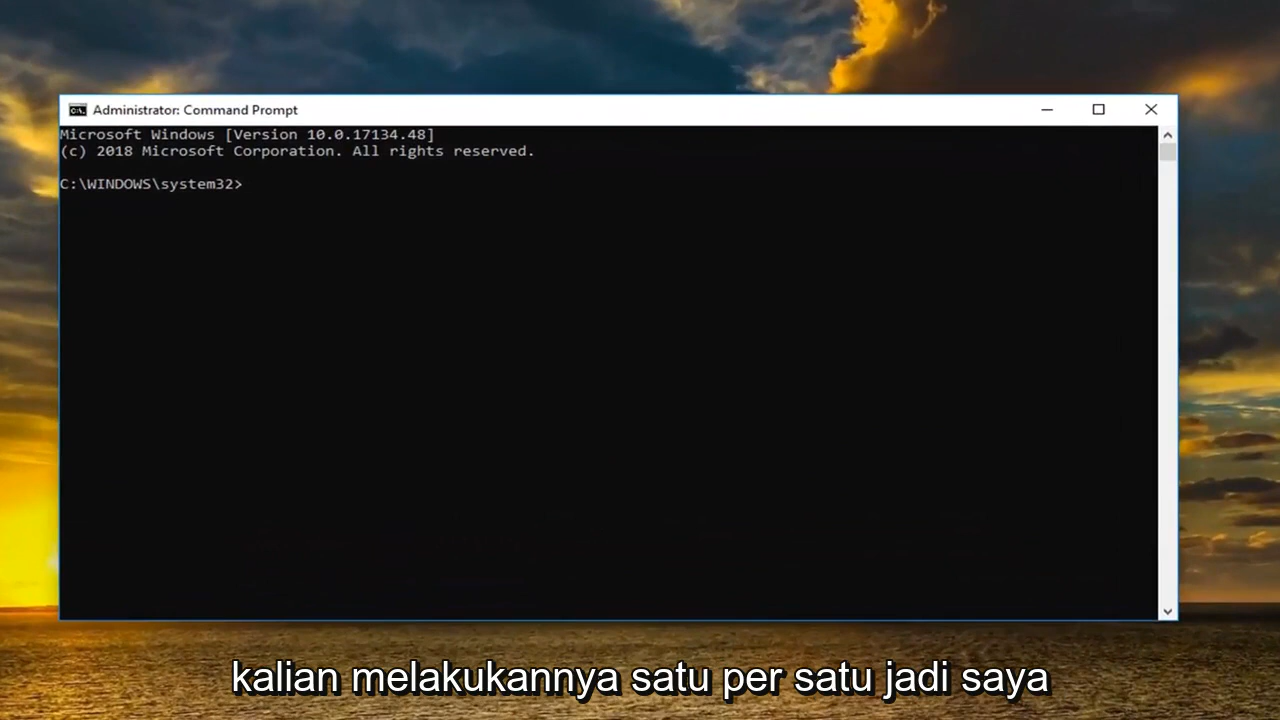 Administrator: Command Prompt
Microsoft Windows [Version 10.0.17134.48]
(c) 2018 Microsoft Corporation. All rights reserved.
C:\WINDOWS\system32>
kalian melakukannya satu per satu jadi saya